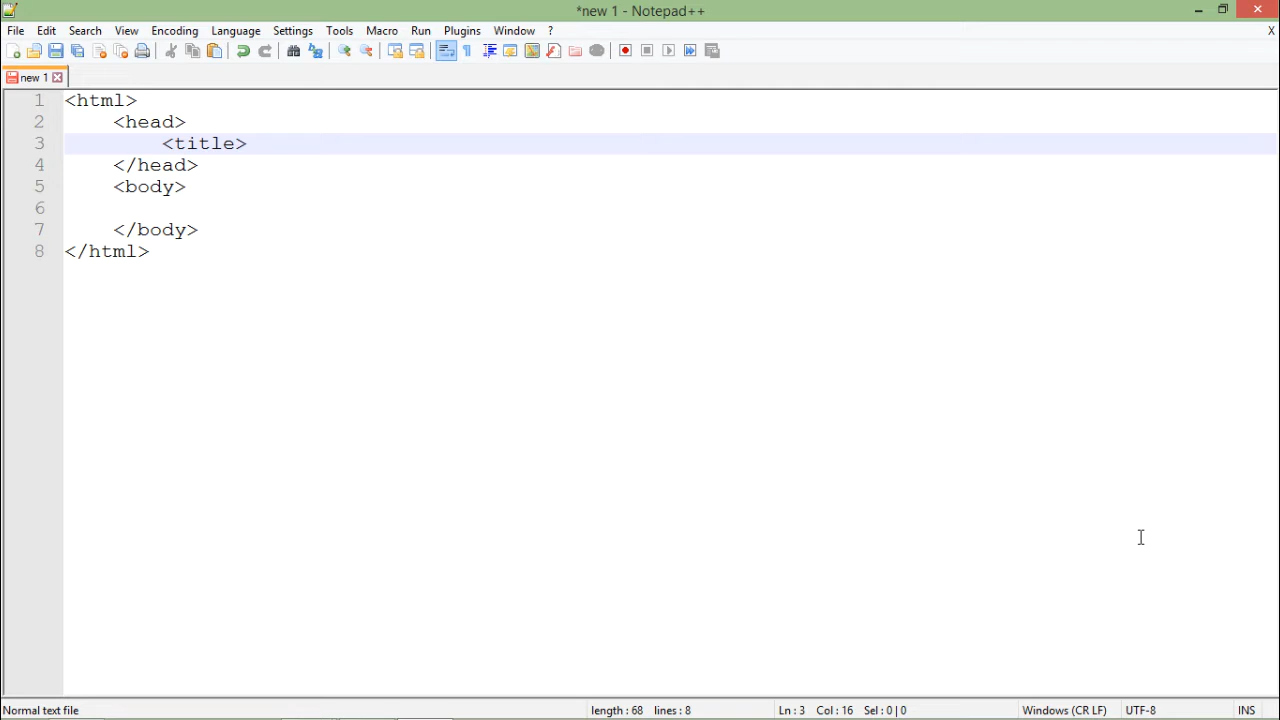 *new 1 - Notepad++
File Edit Search View Encoding Language Settings Tools Macro Run Plugins Window ? X
new 1
1 <html>
2 <head>
3 <title>
4 </head>
5 <body>
6
7 </body>
8 </html>
Normal text file length : 68 lines : 8 Ln : 3 Col : 16 Sel : 0 | 0 Windows (CR LF) UTF-8 INS